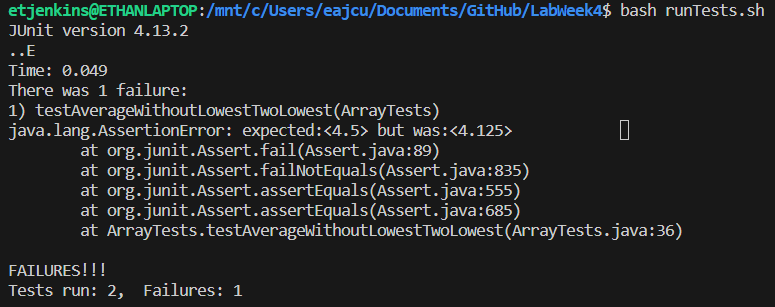 etjenkins@ETHANLAPTOP:/mnt/c/Users/eajcu/Documents/GitHub/LabWeek4$ bash runTests.sh
JUnit version 4.13.2
..E
Time: 0.049
There was 1 failure:
1) testAverageWithoutLowestTwoLowest(ArrayTests)
java.lang.AssertionError: expected:<4.5> but was:<4.125>
        at org.junit.Assert.fail(Assert.java:89)
        at org.junit.Assert.failNotEquals(Assert.java:835)
        at org.junit.Assert.assertEquals(Assert.java:555)
        at org.junit.Assert.assertEquals(Assert.java:685)
        at ArrayTests.testAverageWithoutLowestTwoLowest(ArrayTests.java:36)

FAILURES!!!
Tests run: 2,  Failures: 1